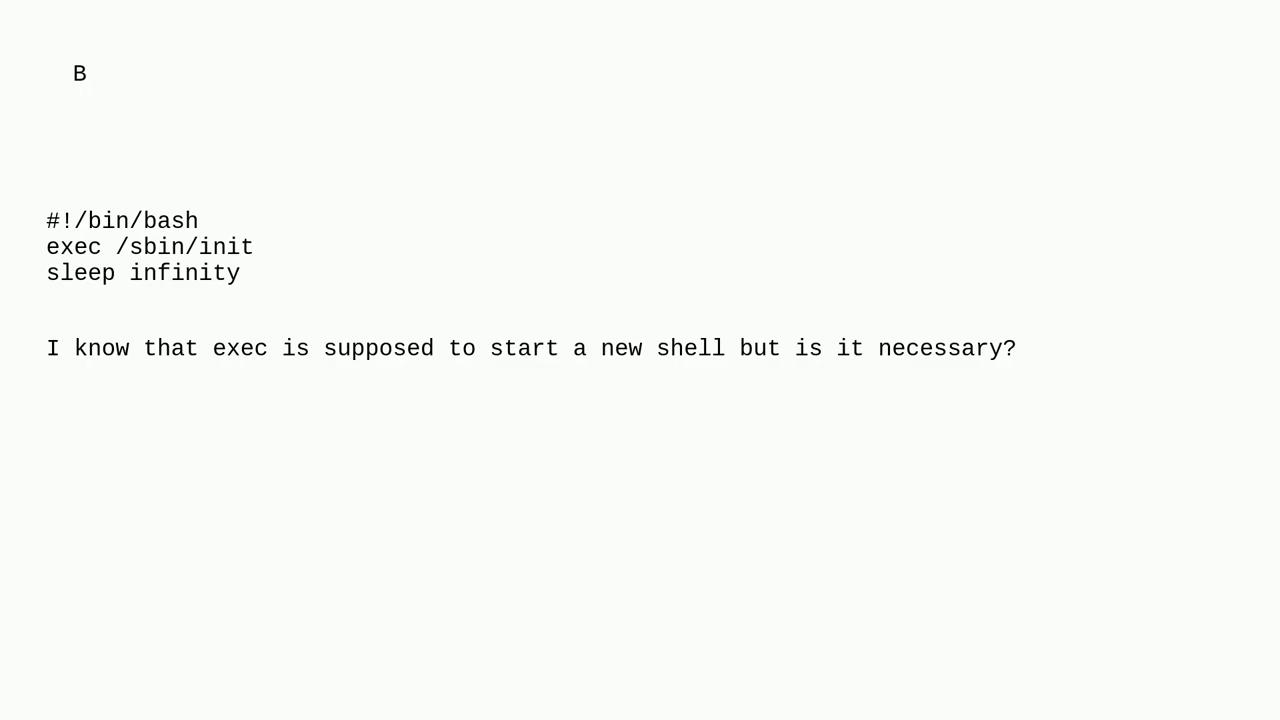 B
#!/bin/bash
exec /sbin/init
sleep infinity
I know that exec is supposed to start a new shell but is it necessary?